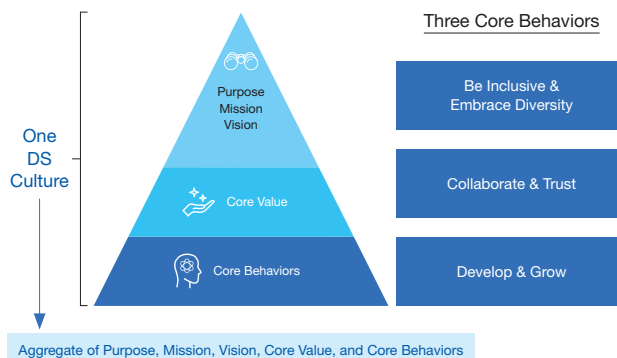 Three Core Behaviors
Purpose
Mission
Vision
Be Inclusive &
Embrace Diversity
One
DS
Culture
Core Value
Collaborate & Trust
Core Behaviors
Develop & Grow
Aggregate of Purpose, Mission, Vision, Core Value, and Core Behaviors